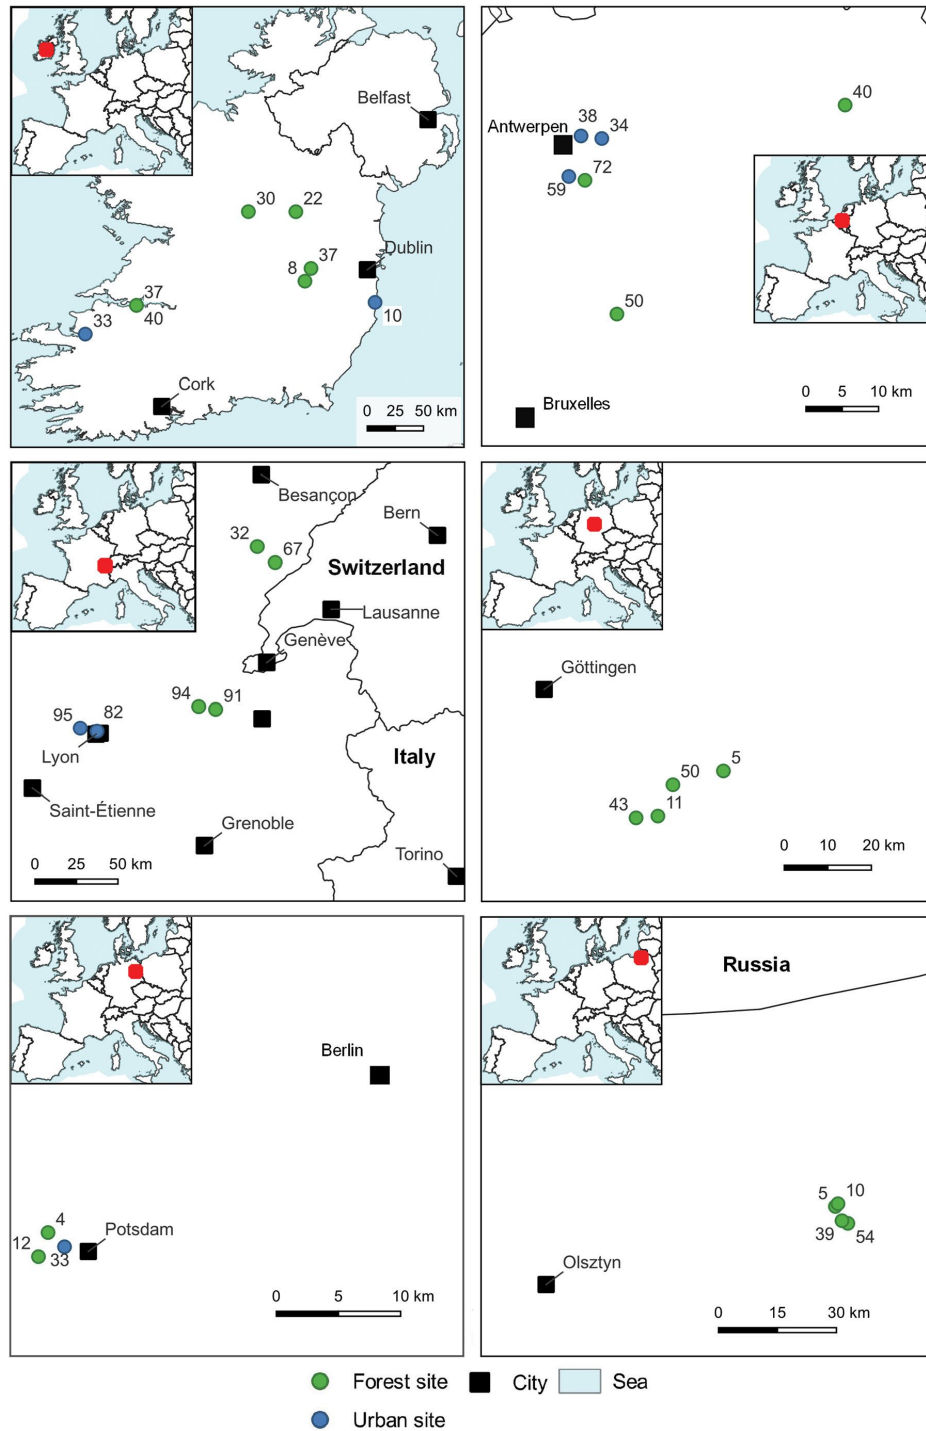 Belfast
30
22
Dublin
37
8
37
40
10
33
Cork
0 25 50 km
40
38
34
Antwerpen
72
59
50
0 5 10 km
Bruxelles
Besançon
Bern
32
67
Switzerland
Lausanne
Genève
94
91
95
82
Lyon
Italy
Saint-Étienne
Grenoble
Torino
0 25 50 km
Göttingen
5
50
43
11
0 10 20 km
Berlin
4
Potsdam
12
33
0 5 10 km
Russia
5
10
39
54
Olsztyn
0 15 30 km
Forest site
City
Sea
Urban site